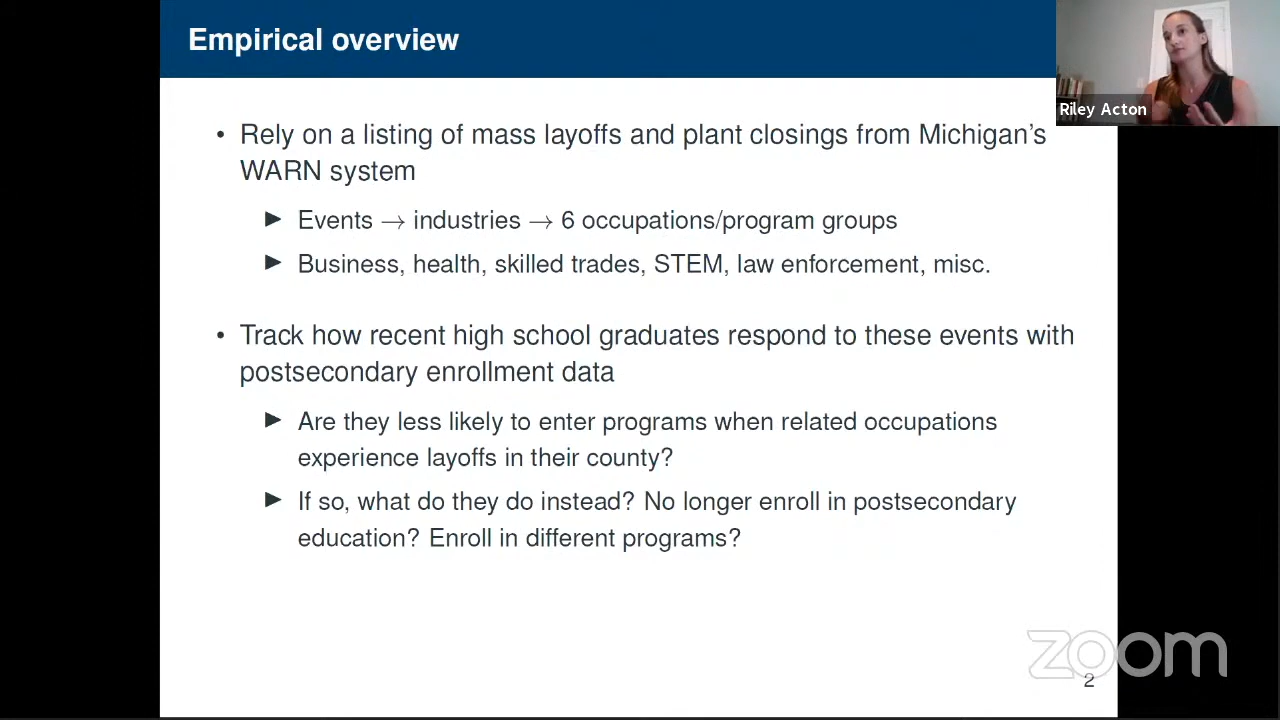 Empirical overview
Riley Acton
• Rely on a listing of mass layoffs and plant closings from Michigan's
WARN system
▶ Events → industries → 6 occupations/program groups
▶ Business, health, skilled trades, STEM, law enforcement, misc.
• Track how recent high school graduates respond to these events with
postsecondary enrollment data
▶ Are they less likely to enter programs when related occupations
experience layoffs in their county?
▶ If so, what do they do instead? No longer enroll in postsecondary
education? Enroll in different programs?
zoom
2